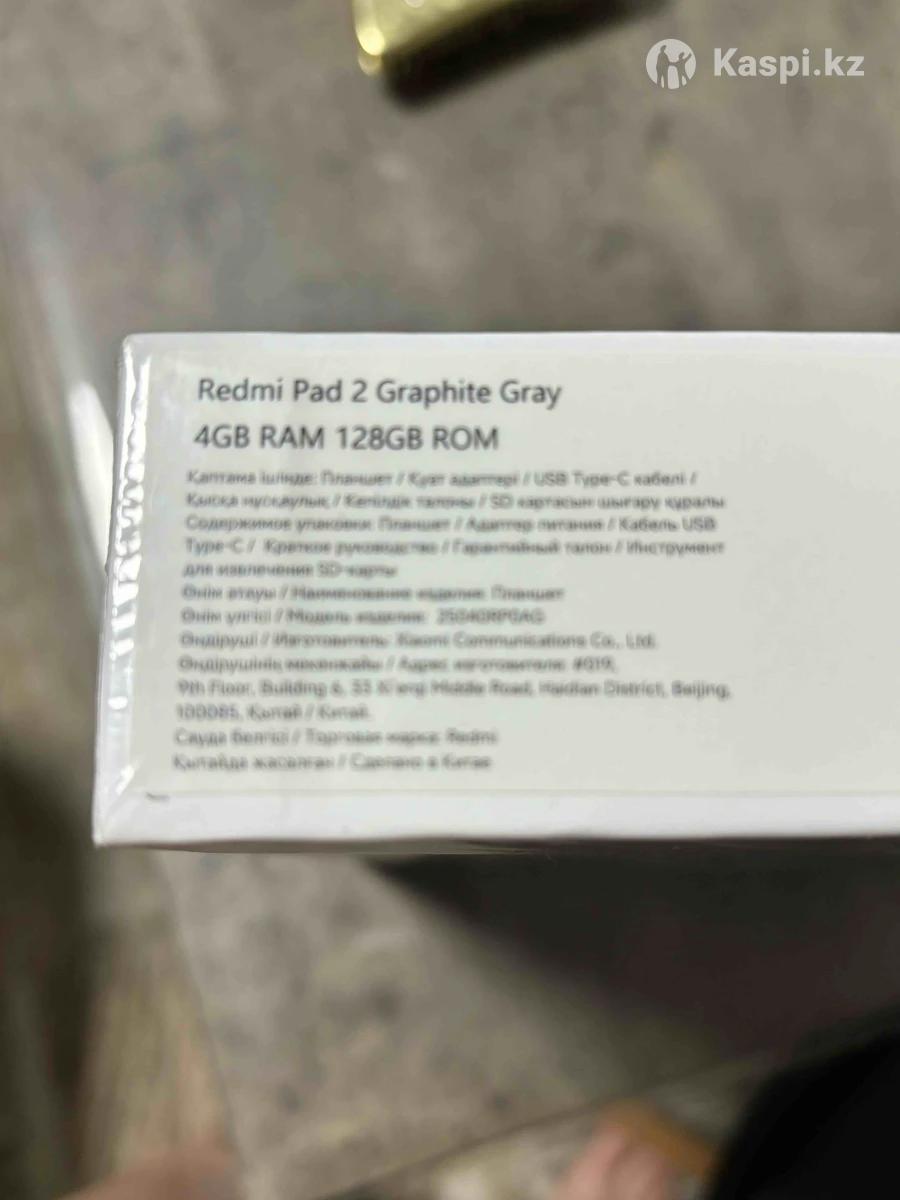 Kaspi.kz
Redmi Pad 2 Graphite Gray
4GB RAM 128GB ROM
Қаптама ішінде: Планшет / Қуат адаптері / USB Type-C кабелі /
Қысқа нұсқаулық / Кепілдік талоны / SD картасын шығару құралы
Содержимое упаковки: Планшет / Адаптер питания / Кабель USB
Type-C / Краткое руководство / Гарантийный талон / Инструмент
для извлечения SD-карты
Өнім атауы / Наименование изделия: Планшет
Өнім үлгісі / Модель изделия:
Өндіруші / Изготовитель: Xiaomi Communications Co., Ltd.
Өндірушінің мекенжайы / Адрес изготовителя: #019,
9th Floor, Building 6, 33 Xi'erqi Middle Road, Haidian District, Beijing,
100085, Қытай / Китай.
Сауда белгісі / Торговая марка: Redmi
Қытайда жасалған / Сделано в Китае